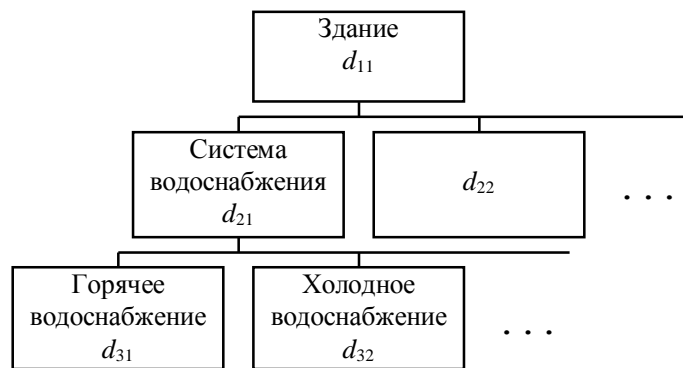 Здание
d11
Система
водоснабжения
d21
d22
. . .
Горячее
водоснабжение
d31
Холодное
водоснабжение
d32
. . .